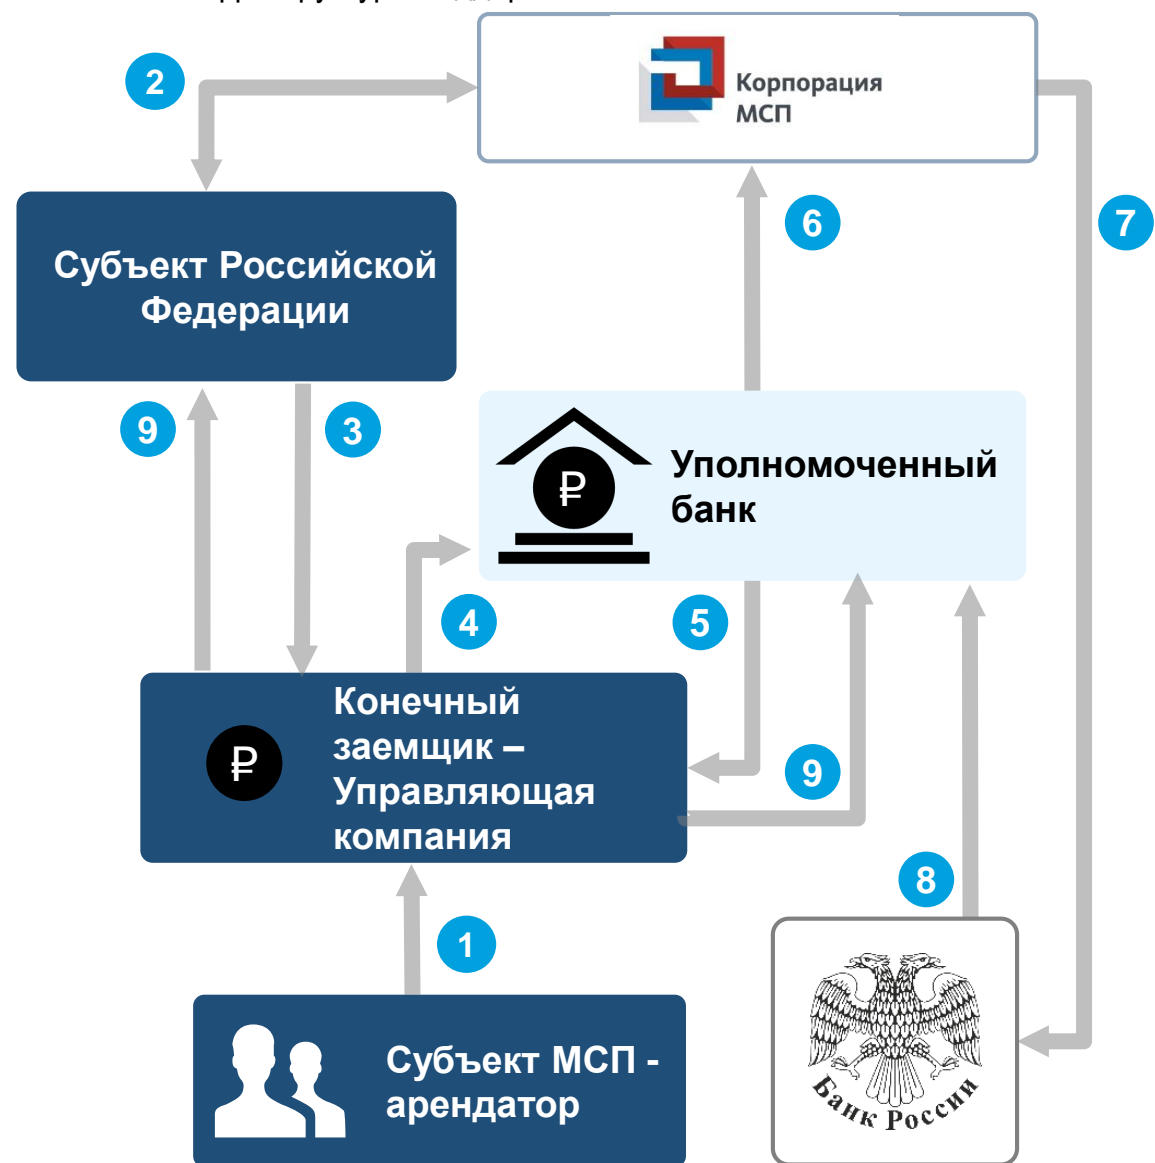 Корпорация
МСП
2
6
7
Субъект Российской
Федерации
9
3
₽
Уполномоченный
банк
4
5
Конечный
заемщик –
Управляющая
компания
₽
9
8
1
Субъект МСП -
арендатор
Банк России